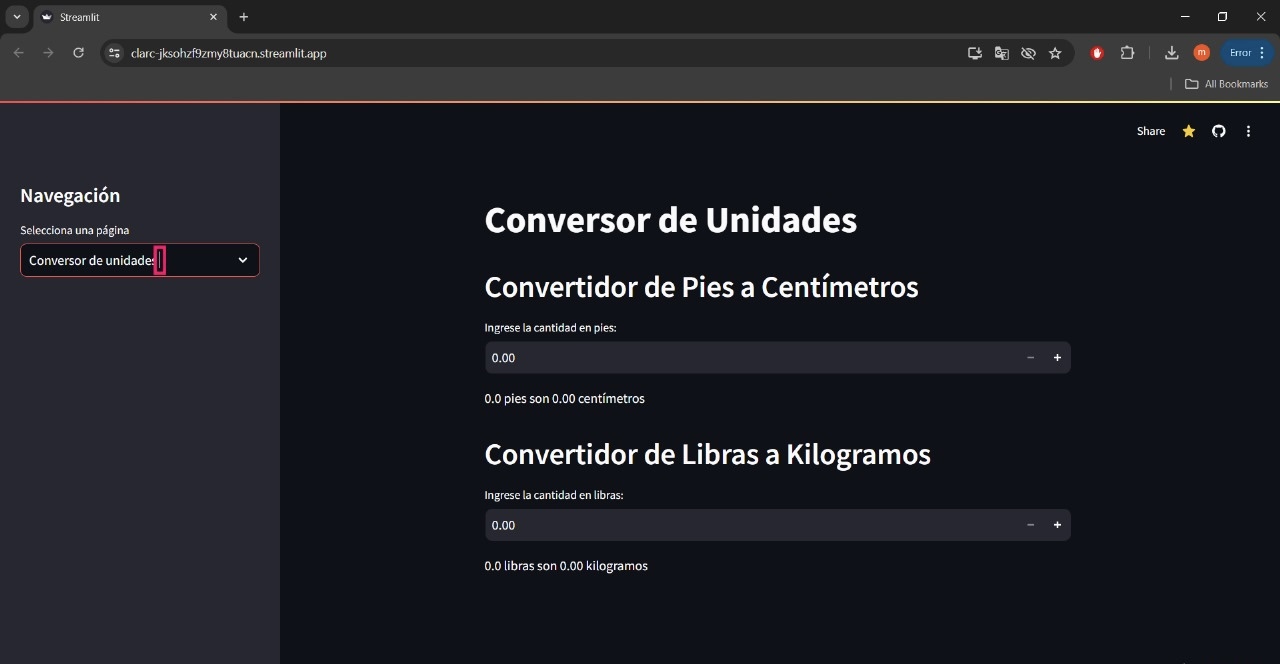 Streamlit
clarc-jksohzf9zmy8tuacn.streamlit.app
m
Error
All Bookmarks
Share
Navegación
Selecciona una página
Conversor de unidades
Conversor de Unidades
Convertidor de Pies a Centímetros
Ingrese la cantidad en pies:
0.00
0.0 pies son 0.00 centímetros
Convertidor de Libras a Kilogramos
Ingrese la cantidad en libras:
0.00
0.0 libras son 0.00 kilogramos